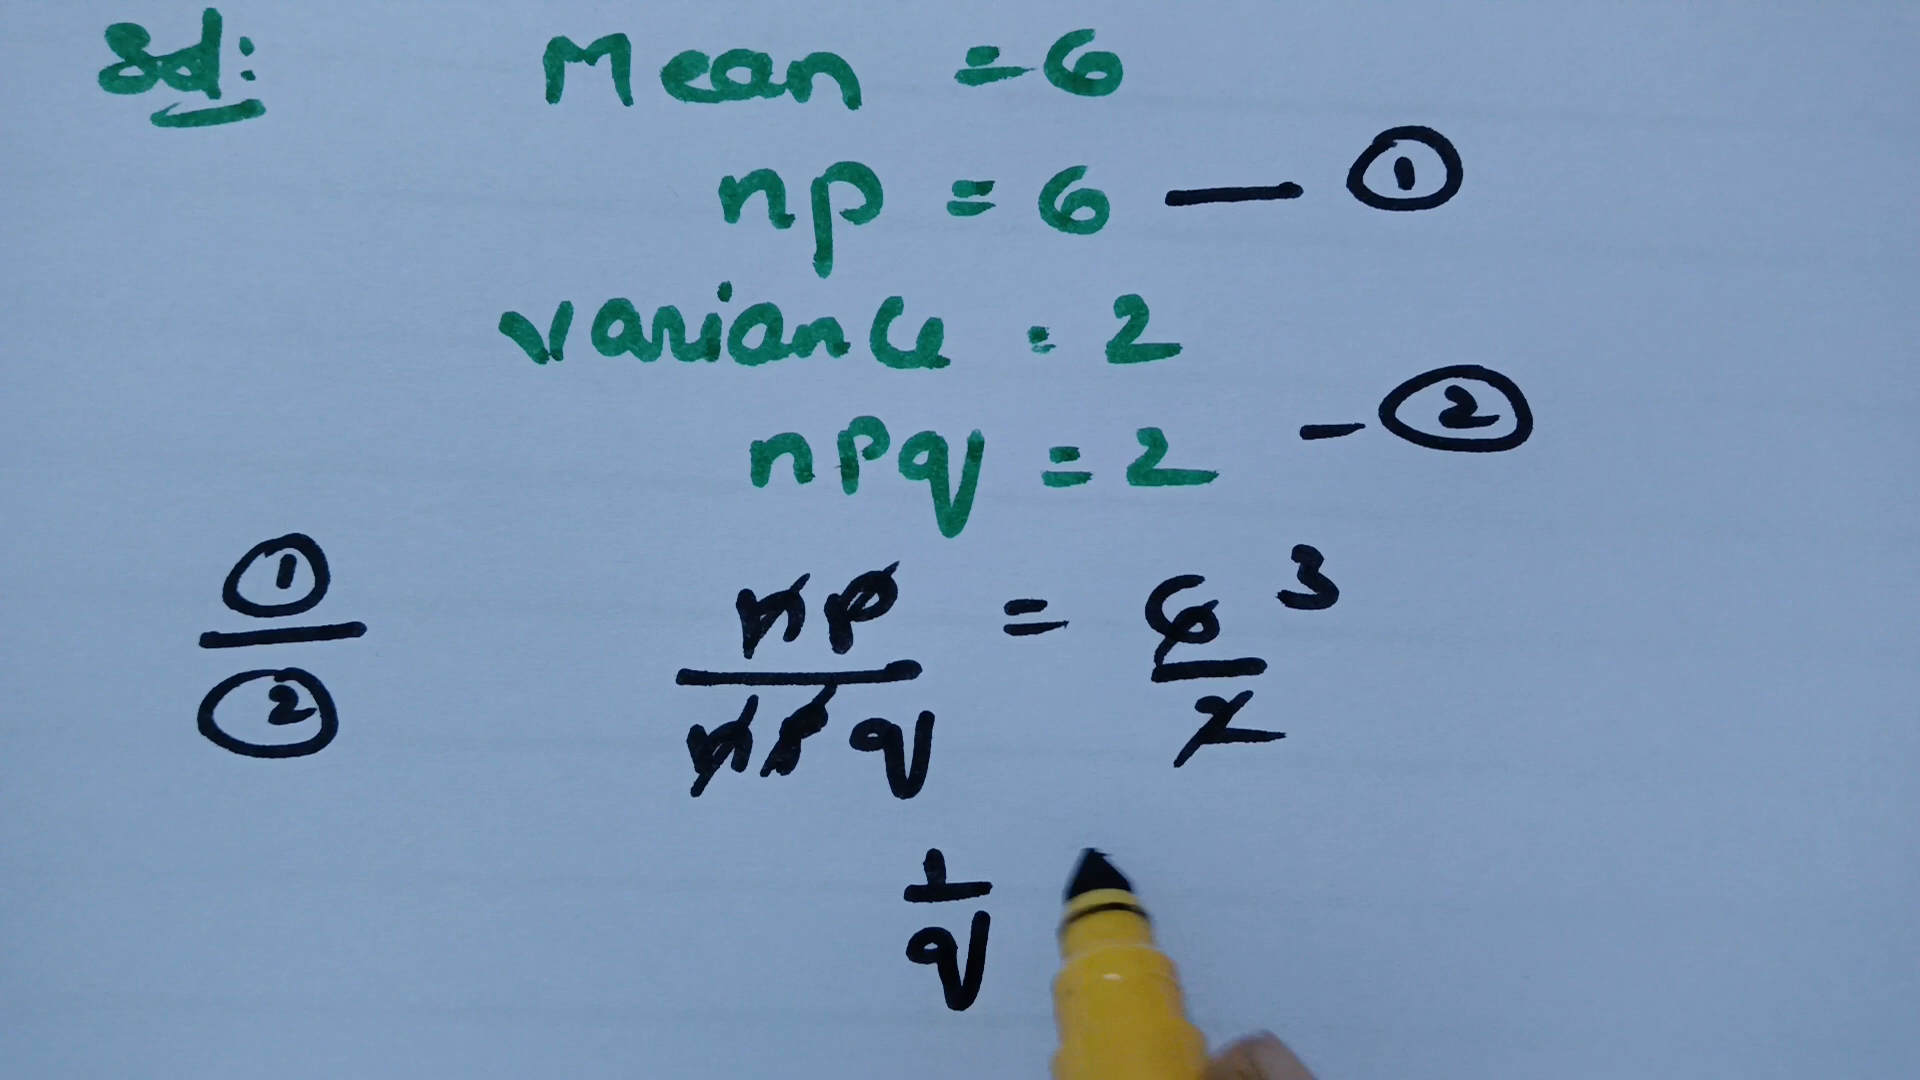 Sol:
Mean = 6
np = 6 — ①
variance = 2
npq = 2 — ②
①/② np/npq = 6/2 3
1/q